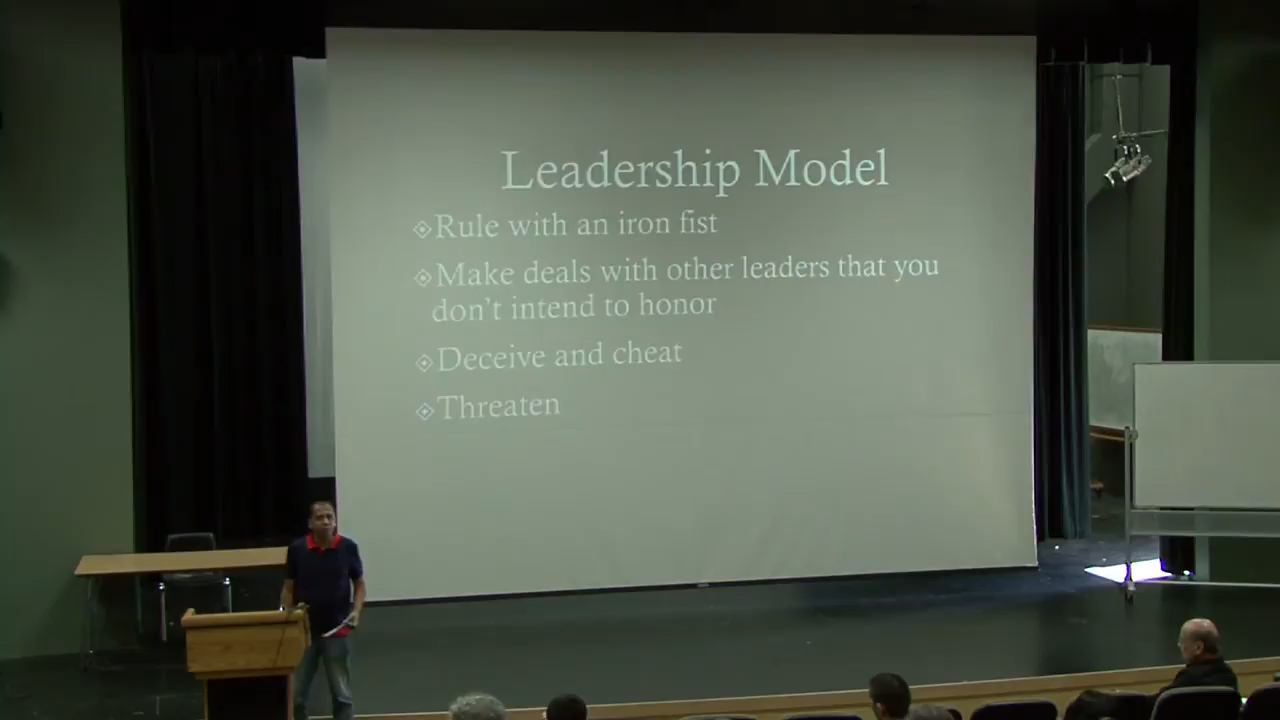 Leadership Model
Rule with an iron fist
Make deals with other leaders that you
don't intend to honor
Deceive and cheat
Threaten